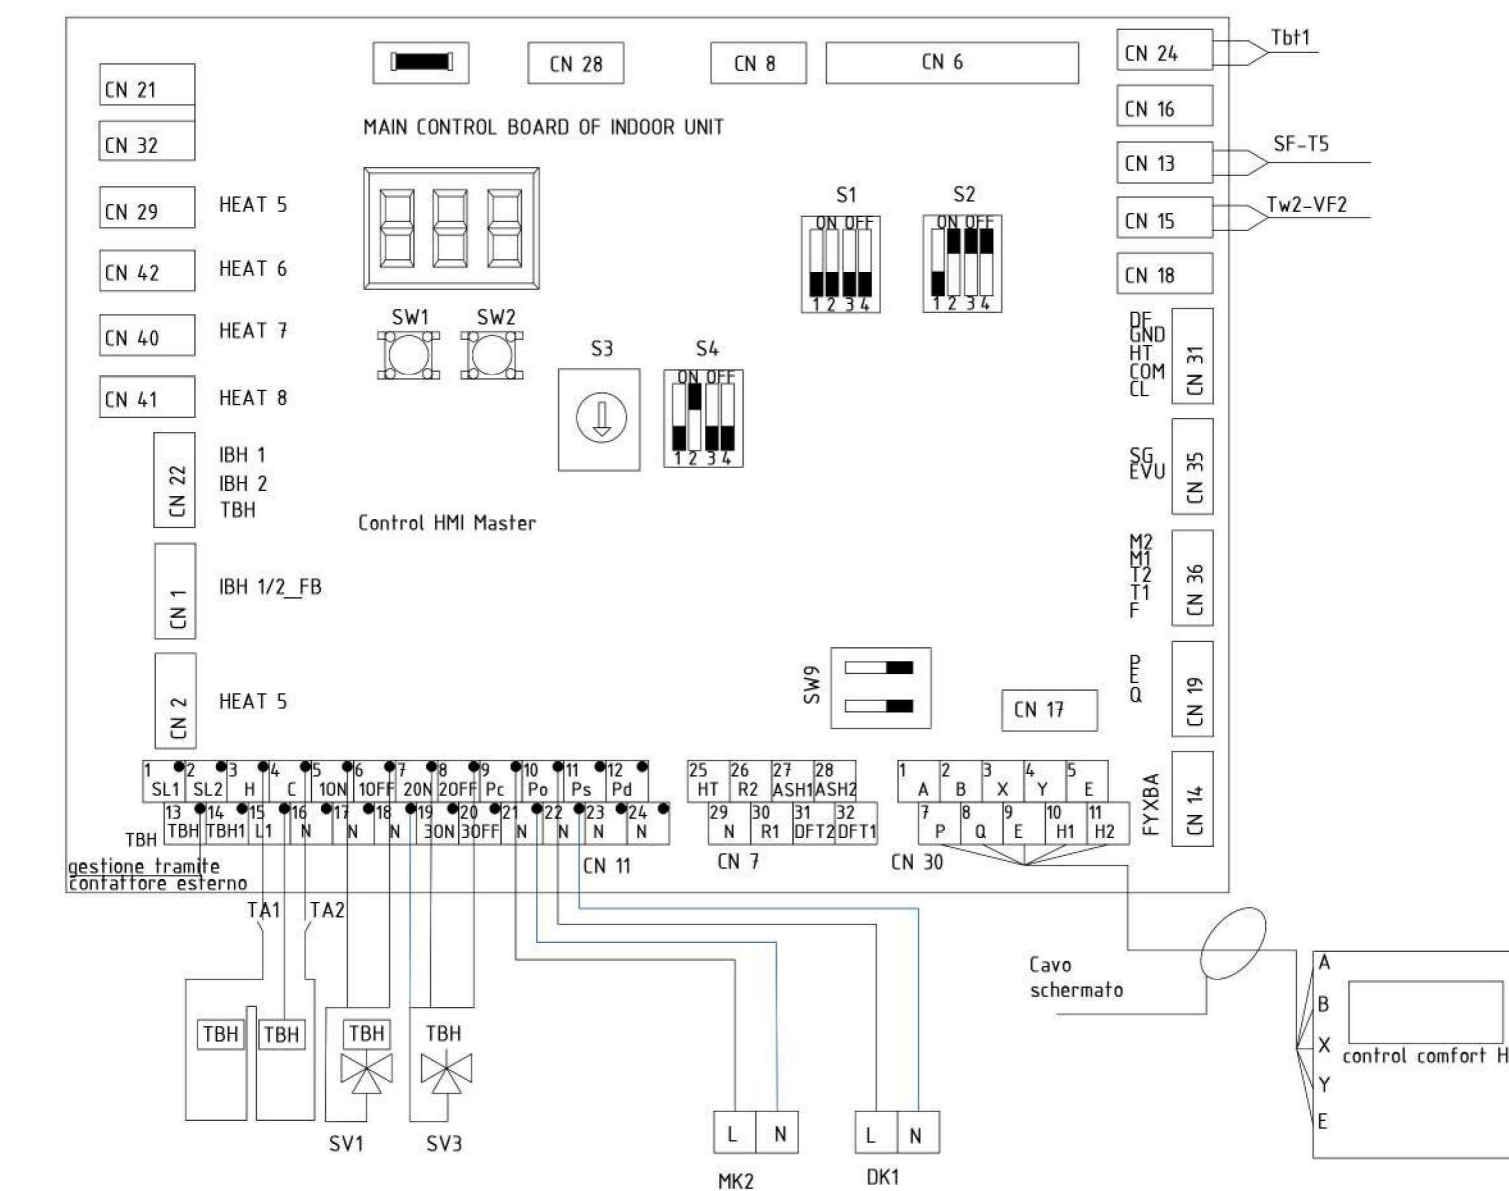 CN 21
CN 32
CN 29 HEAT 5
CN 42 HEAT 6
CN 40 HEAT 7
CN 41 HEAT 8
CN 22
IBH 1
IBH 2
TBH
CN 1 IBH 1/2_FB
CN 2 HEAT 5
CN 28
CN 8
CN 6
MAIN CONTROL BOARD OF INDOOR UNIT
SW1 SW2
S3
S4
ON OFF
1 2 3 4
S1
ON OFF
1 2 3 4
S2
ON OFF
1 2 3 4
Control HMI Master
SW9
CN 17
CN 24 Tbt1
CN 16
CN 13 SF-T5
CN 15 Tw2-VF2
CN 18
DF
GND
HT
COM
CL
CN 31
SG
EVU
CN 35
M2
M1
T2
T1
F
CN 36
P
E
Q
CN 19
FYXBA
CN 14
1 2 3 4 5 6 7 8 9 10 11 12
SL1 SL2 H C 1ON 1OFF 2ON 2OFF Pc Po Ps Pd
13 14 15 16 17 18 19 20 21 22 23 24
TBH TBH1 L1 N N N 3ON 3OFF N N N N
TBH
gestione tramite
contattore esterno
CN 11
25 26 27 28
HT R2 ASH1 ASH2
29 30 31 32
N R1 DFT2 DFT1
CN 7
1 2 3 4 5
A B X Y E
7 8 9 10 11
P Q E H1 H2
CN 30
TA1 TA2
TBH TBH TBH TBH
SV1 SV3
L N
MK2
L N
DK1
Cavo
schermato
A
B
X
Y
E
control comfort H